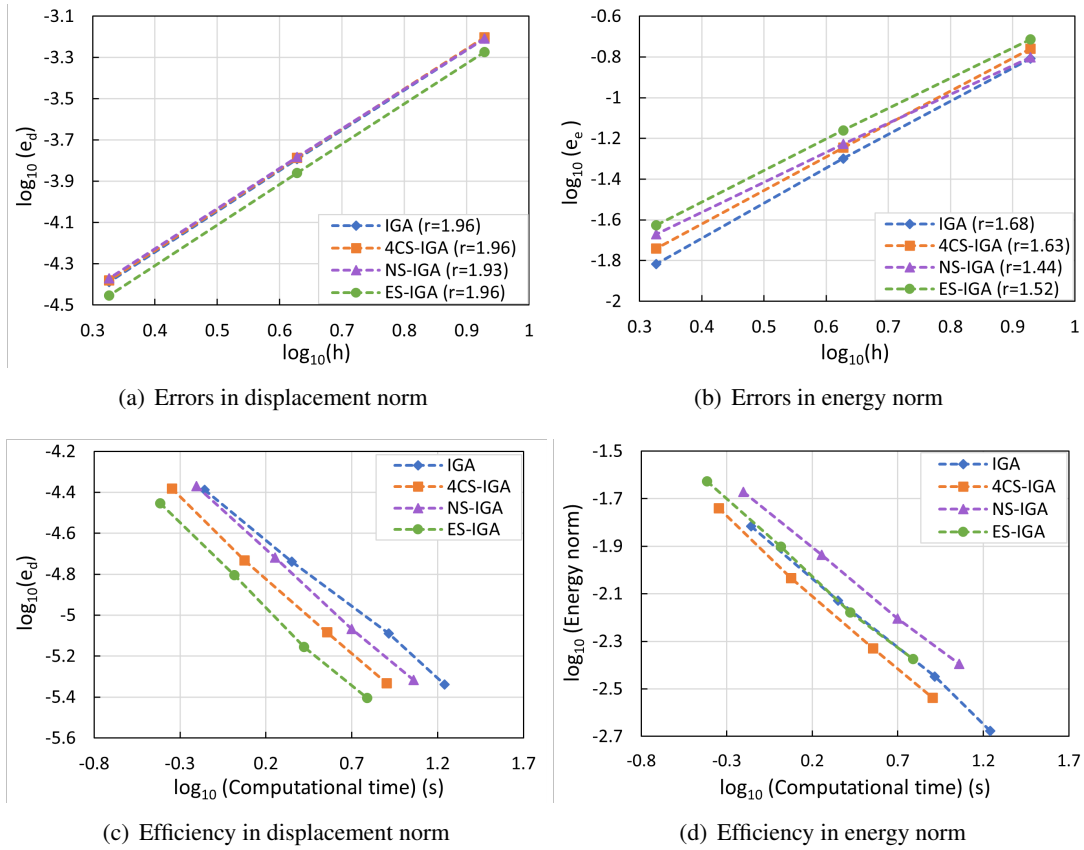 -3.1
-3.3
-3.5
-3.7
-3.9
-4.1
-4.3
-4.5
log10 (ed)
0.3 0.4 0.5 0.6 0.7 0.8 0.9 1
log10(h)
IGA (r=1.96)
4CS-IGA (r=1.96)
NS-IGA (r=1.93)
ES-IGA (r=1.96)
(a) Errors in displacement norm
-0.6
-0.8
-1
-1.2
-1.4
-1.6
-1.8
-2
log10 (ee)
0.3 0.4 0.5 0.6 0.7 0.8 0.9 1
log10(h)
IGA (r=1.68)
4CS-IGA (r=1.63)
NS-IGA (r=1.44)
ES-IGA (r=1.52)
(b) Errors in energy norm
-4.2
-4.4
-4.6
-4.8
-5
-5.2
-5.4
-5.6
log10(ed)
-0.8 -0.3 0.2 0.7 1.2 1.7
log10 (Computational time) (s)
IGA
4CS-IGA
NS-IGA
ES-IGA
(c) Efficiency in displacement norm
-1.5
-1.7
-1.9
-2.1
-2.3
-2.5
-2.7
log10 (Energy norm)
-0.8 -0.3 0.2 0.7 1.2 1.7
log10 (Computational time) (s)
IGA
4CS-IGA
NS-IGA
ES-IGA
(d) Efficiency in energy norm